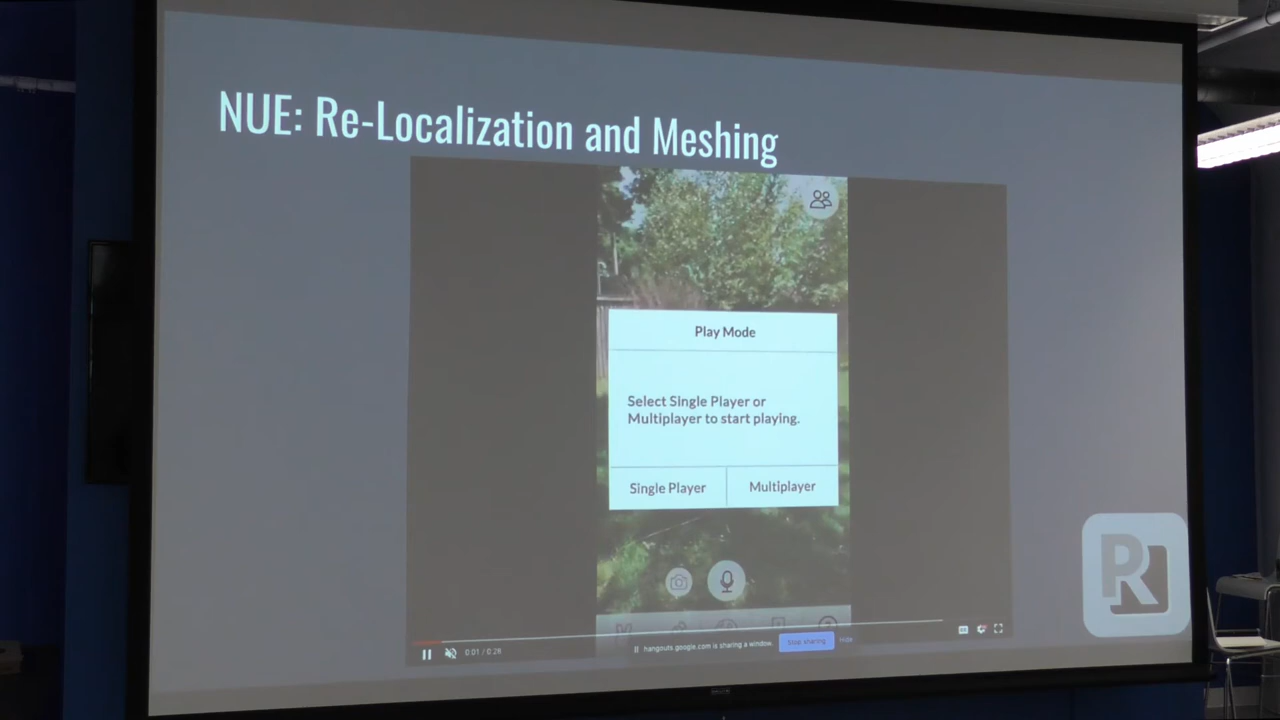 NUE: Re-Localization and Meshing
Play Mode
Select Single Player or
Multiplayer to start playing.
Single Player
Multiplayer
0:01 / 0:28
hangouts.google.com is sharing a window.
Stop sharing
Hide
PR